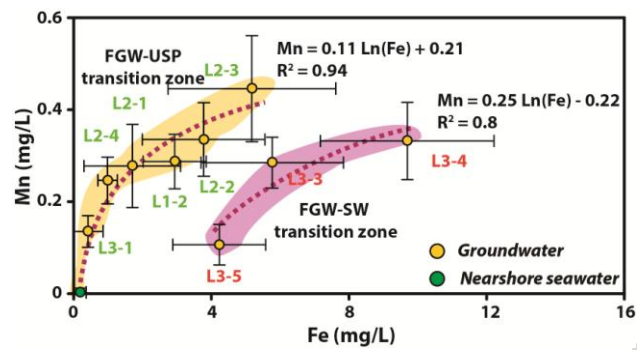 0.6
0.4
0.2
0
Mn (mg/L)
FGW-USP
transition zone
L2-3
Mn = 0.11 Ln(Fe) + 0.21
R² = 0.94
L2-1
Mn = 0.25 Ln(Fe) - 0.22
R² = 0.8
L2-4
L1-2
L2-2
L3-3
L3-4
FGW-SW
transition zone
L3-1
L3-5
Groundwater
Nearshore seawater
0 4 8 12 16
Fe (mg/L)